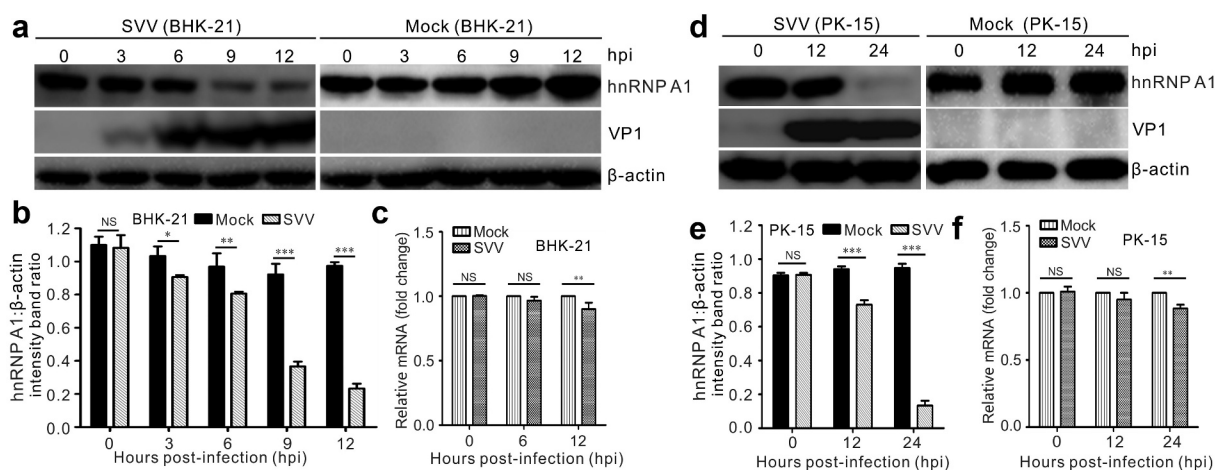 a
SVV (BHK-21) Mock (BHK-21)
0 3 6 9 12 0 3 6 9 12 hpi
hnRNP A1
VP1
β-actin
d
SVV (PK-15) Mock (PK-15)
0 12 24 0 12 24 hpi
hnRNP A1
VP1
β-actin
b
BHK-21 Mock SVV
hnRNP A1:β-actin
intensity band ratio
1.2
1.0
0.8
0.6
0.4
0.2
0.0
NS * ** *** ***
0 3 6 9 12
Hours post-infection (hpi)
c
Mock
SVV
BHK-21
Relative mRNA (fold change)
1.5
1.0
0.5
0.0
NS NS **
0 6 12
Hours post-infection (hpi)
e
PK-15 Mock SVV
hnRNP A1:β-actin
intensity band ratio
1.2
1.0
0.8
0.6
0.4
0.2
0.0
NS *** ***
0 12 24
Hours post-infection (hpi)
f
Mock
SVV
PK-15
Relative mRNA (fold change)
1.5
1.0
0.5
0.0
NS NS **
0 12 24
Hours post-infection (hpi)